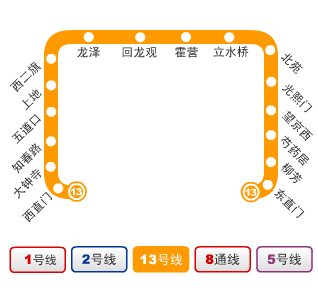 龙泽
回龙观
霍营
立水桥
西二旗
上地
五道口
知春路
大钟寺
西直门
北苑
光熙门
望京西
芍药居
柳芳
东直门
13
13
1号线
2号线
13号线
8通线
5号线